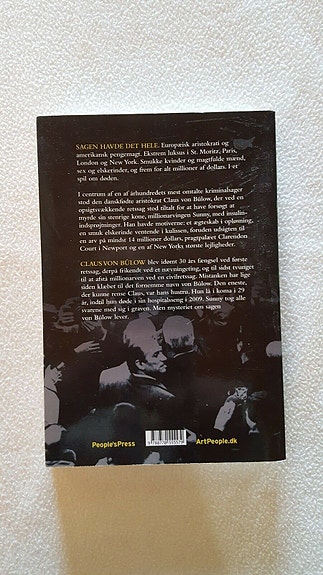 SAGEN HAVDE DET HELE. Europæisk aristokrati og
amerikansk pengemagt. Ekstrem luksus i St. Moritz, Paris,
London og New York. Smukke kvinder og magtfulde mænd,
sex og elskerinder, og frem for alt millioner af dollars. I et
spil om døden.
I centrum af en af århundredets mest omtalte kriminalsager
stod den danskfødte aristokrat Claus von Bülow, der ved en
opsigtsvækkende retssag stod tiltalt for at have forsøgt at
myrde sin stenrige kone, millionarvingen Sunny, med insulin-
indsprøjtninger. Han havde motiverne: et ægteskab i opløsning,
en smuk elskerinde ventende i kulissen, foruden udsigten til
en arv på mindst 14 millioner dollars, pragtpalæet Clarendon
Court i Newport og en af New Yorks største lejligheder.
CLAUS VON BÜLOW blev idømt 30 års fængsel ved første
retssag, derpå frikendt ved et nævningeting, og til sidst tvunget
til at afstå millionarven ved en civilretssag. Mistanken har lige
siden klæbet til det fornemme navn von Bülow. Den eneste,
der kunne rense Claus, var hans hustru. Hun lå i koma i 29
år, indtil hun døde i sin hospitalsseng i 2009. Sunny tog alle
svarene med sig i graven. Men mysteriet om sagen
von Bülow lever.
People'sPress
ArtPeople.dk